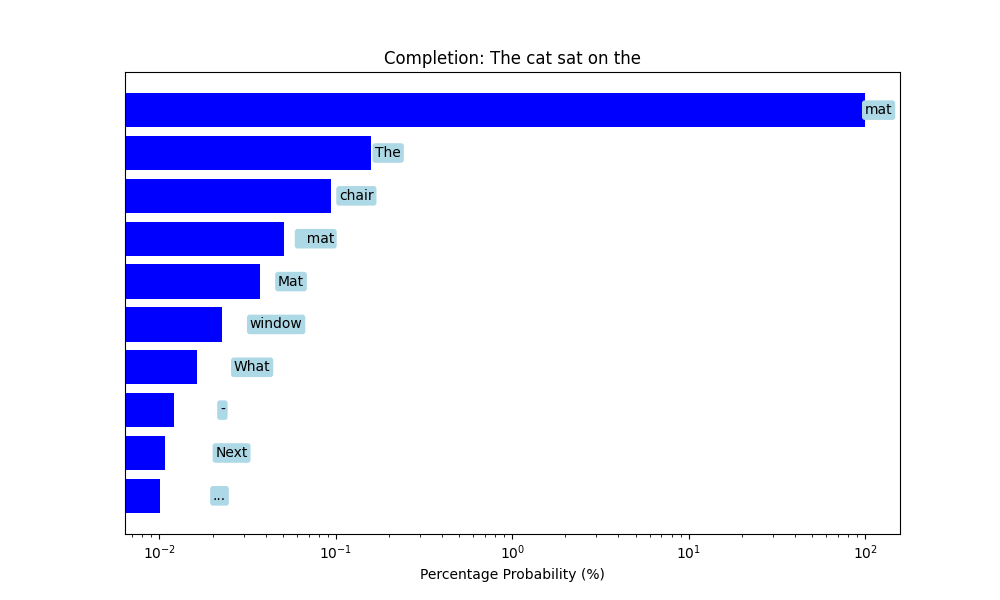 Completion: The cat sat on the
mat
The
chair
mat
Mat
window
What
-
Next
...
10⁻² 10⁻¹ 10⁰ 10¹ 10²
Percentage Probability (%)